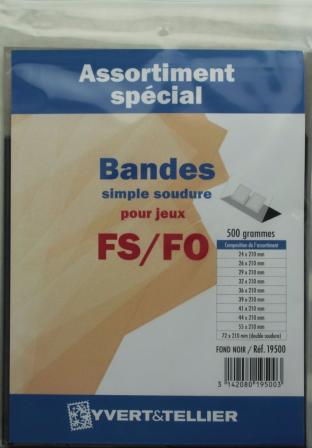 Assortiment
spécial
Bandes
simple soudure
pour jeux
FS/FO
500 grammes
Composition de l'assortiment
24 x 210 mm
26 x 210 mm
29 x 210 mm
32 x 210 mm
36 x 210 mm
39 x 210 mm
41 x 210 mm
44 x 210 mm
55 x 210 mm
72 x 210 mm (double soudure)
FOND NOIR / Réf. 19500
3 142080 195003
YVERT&TELLIER